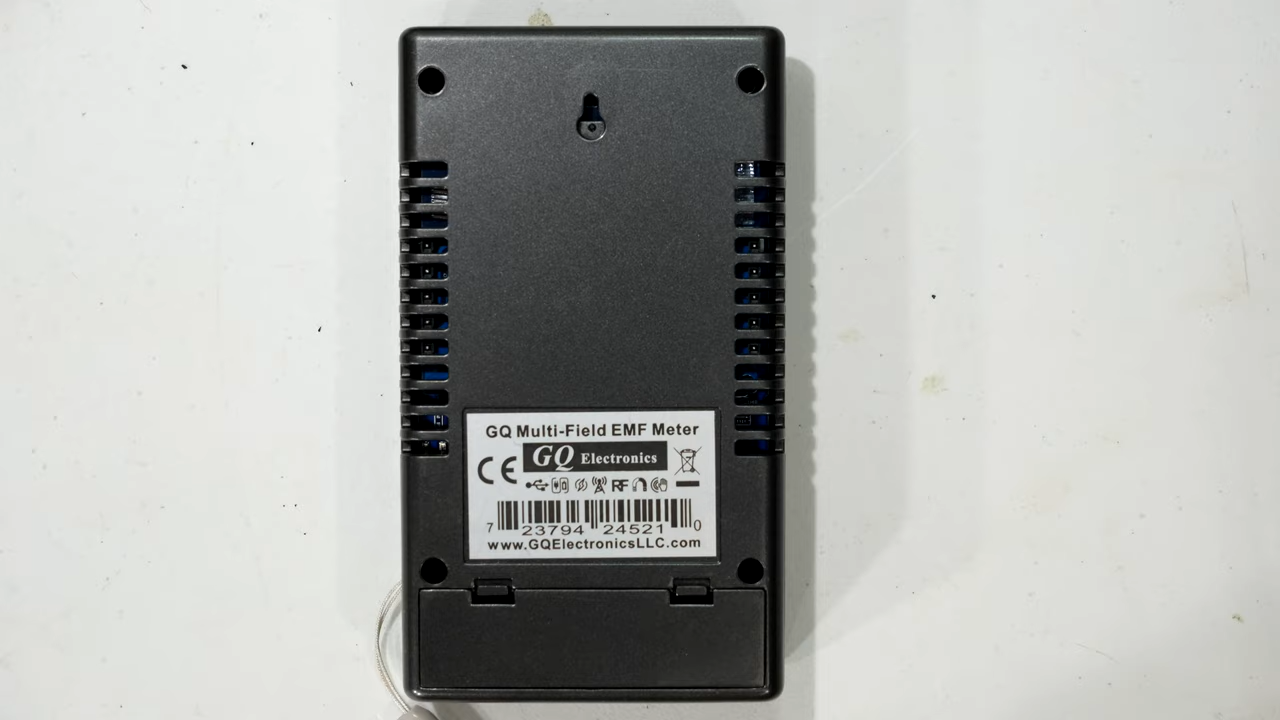 GQ Multi-Field EMF Meter
CE GQ Electronics
RF
7 23794 24521 0
www.GQElectronicsLLC.com